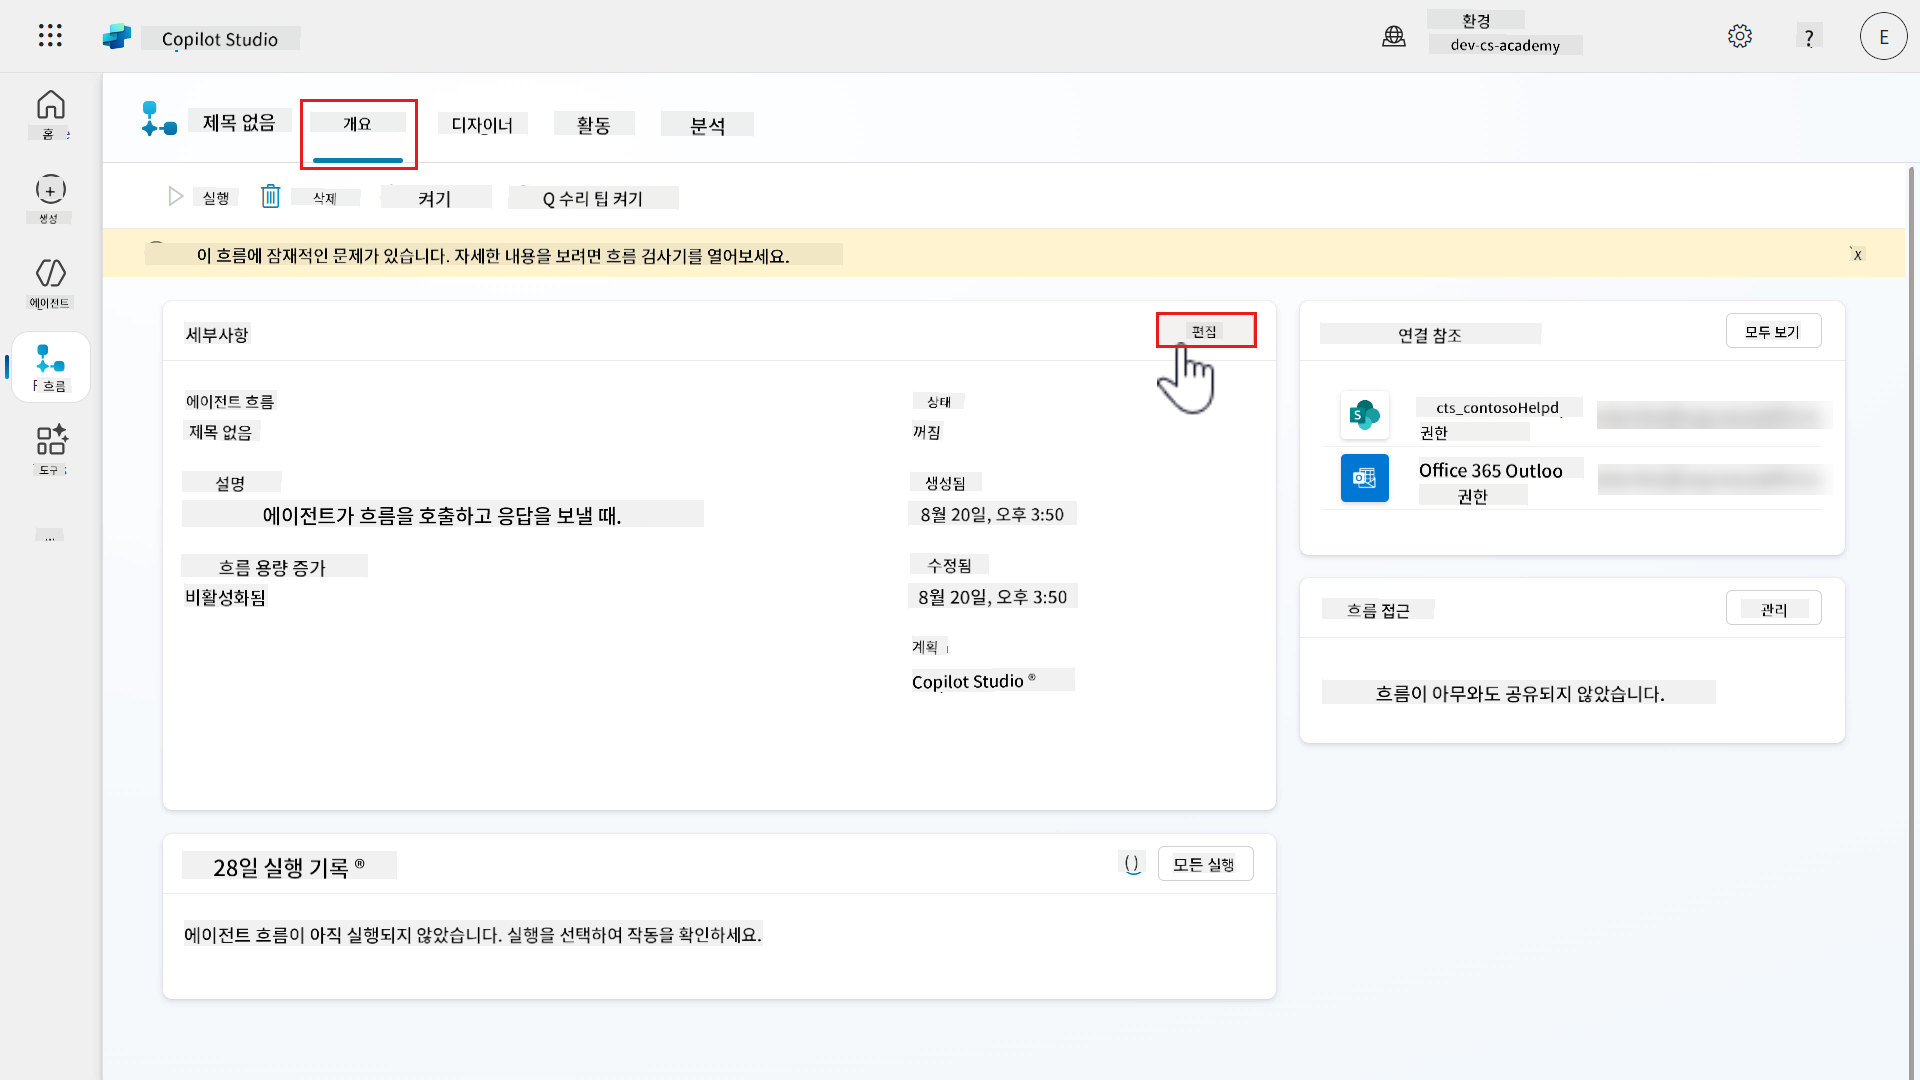 Copilot Studio
환경
dev-cs-academy
?
E
홈
생성
에이전트
흐름
도구
제목 없음
개요
디자이너
활동
분석
실행
삭제
켜기
Q 수리 팁 켜기
이 흐름에 잠재적인 문제가 있습니다. 자세한 내용을 보려면 흐름 검사기를 열어보세요.
X
세부사항
편집
에이전트 흐름
제목 없음
설명
에이전트가 흐름을 호출하고 응답을 보낼 때.
흐름 용량 증가
비활성화됨
상태
꺼짐
생성됨
8월 20일, 오후 3:50
수정됨
8월 20일, 오후 3:50
계획
Copilot Studio ®
연결 참조
모두 보기
cts_contosoHelpd
권한
Office 365 Outloo
권한
흐름 접근
관리
흐름이 아무와도 공유되지 않았습니다.
28일 실행 기록 ®
모든 실행
에이전트 흐름이 아직 실행되지 않았습니다. 실행을 선택하여 작동을 확인하세요.